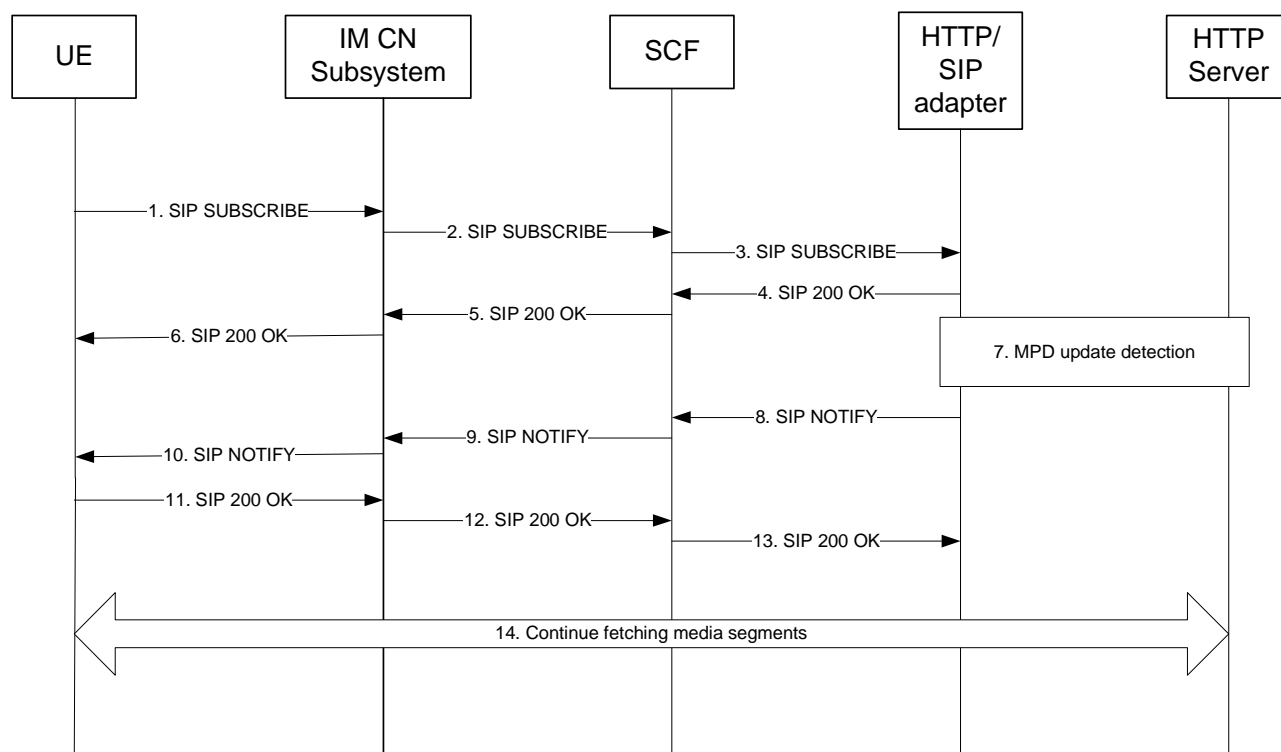 UE
IM CN
Subsystem
SCF
HTTP/
SIP
adapter
HTTP
Server
1. SIP SUBSCRIBE
2. SIP SUBSCRIBE
3. SIP SUBSCRIBE
4. SIP 200 OK
5. SIP 200 OK
6. SIP 200 OK
7. MPD update detection
8. SIP NOTIFY
9. SIP NOTIFY
10. SIP NOTIFY
11. SIP 200 OK
12. SIP 200 OK
13. SIP 200 OK
14. Continue fetching media segments